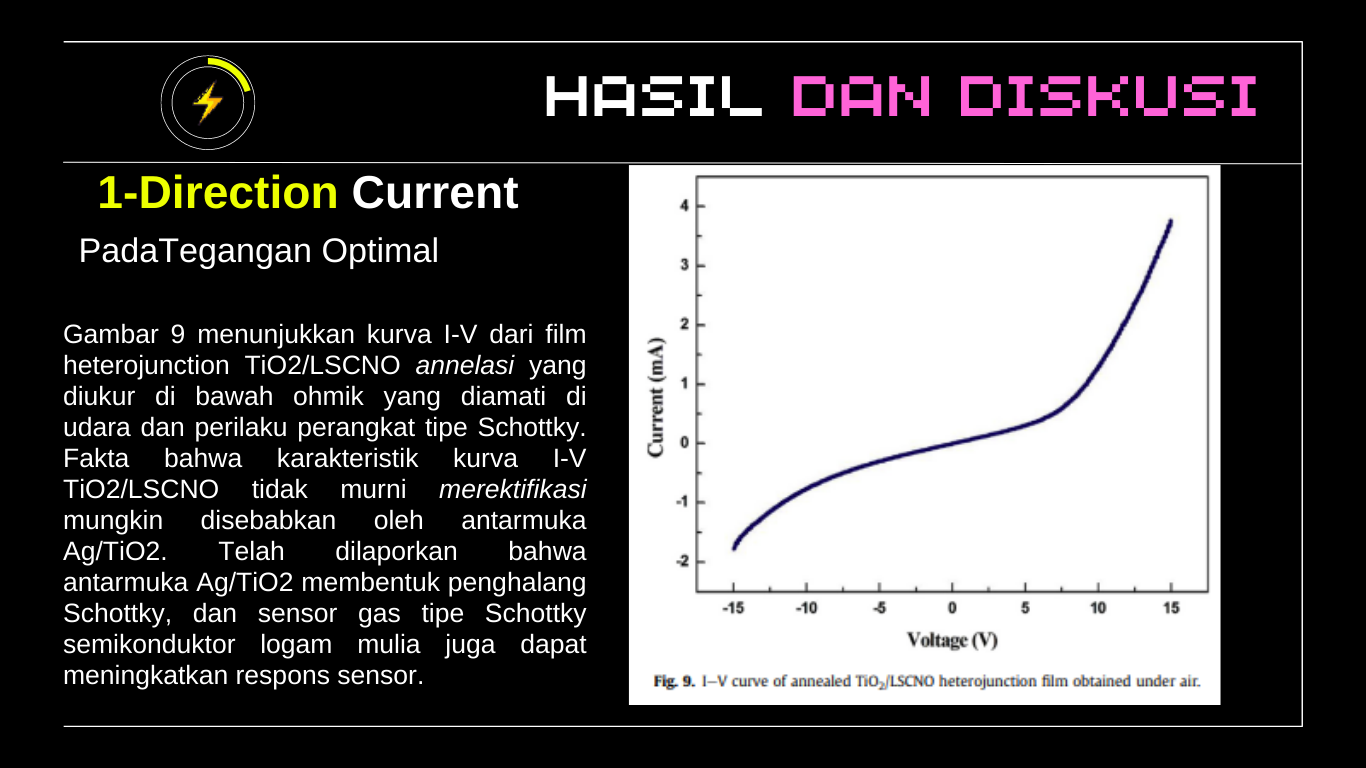 HASIL DAN DISKUSI
1-Direction Current
PadaTegangan Optimal
Gambar 9 menunjukkan kurva I-V dari film
heterojunction TiO2/LSCNO annelasi yang
diukur di bawah ohmik yang diamati di
udara dan perilaku perangkat tipe Schottky.
Fakta bahwa karakteristik kurva I-V
TiO2/LSCNO tidak murni merektifikasi
mungkin disebabkan oleh antarmuka
Ag/TiO2. Telah dilaporkan bahwa
antarmuka Ag/TiO2 membentuk penghalang
Schottky, dan sensor gas tipe Schottky
semikonduktor logam mulia juga dapat
meningkatkan respons sensor.
Current (mA)
4
3
2
1
0
-1
-2
-15 -10 -5 0 5 10 15
Voltage (V)
Fig. 9. I–V curve of annealed TiO₂/LSCNO heterojunction film obtained under air.